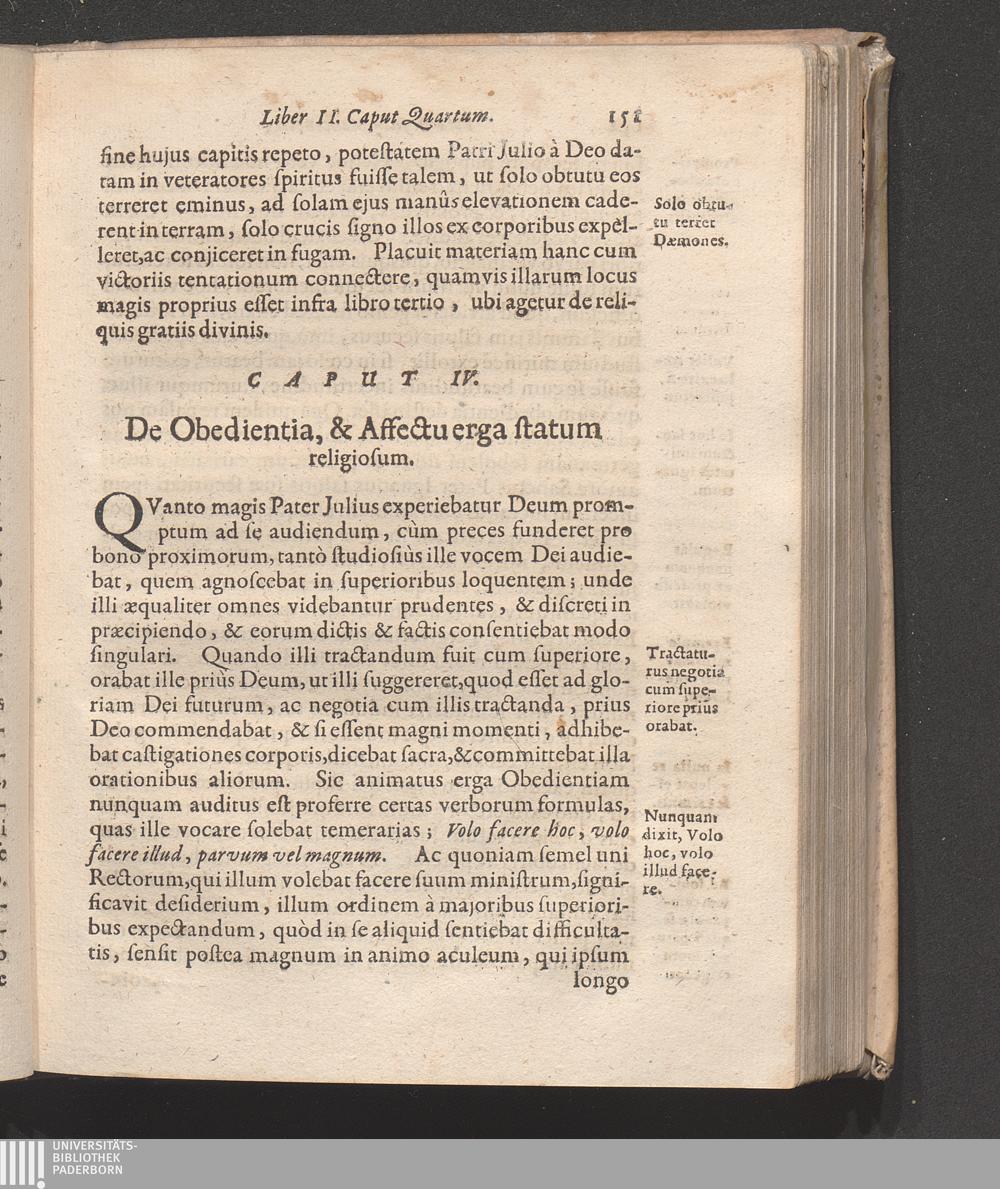 Liber II. Caput Quartum. 151
fine hujus capitis repeto, poteſtatem Patri Julio à Deo da-
tam in veteratores ſpiritus fuiſſe talem, ut ſolo obtutu eos
terreret eminus, ad ſolam ejus manûs elevationem cade-
rent in terram, ſolo crucis ſigno illos ex corporibus expel-
leret, ac conjiceret in fugam. Placuit materiam hanc cum
victoriis tentationum connectere, quamvis illarum locus
magis proprius eſſet infra libro tertio, ubi agetur de reli-
quis gratiis divinis.
Solo obtu-
tu terret
Dæmones.
CAPUT IV.
De Obedientia, & Affectu erga ſtatum
religioſum.
QVanto magis Pater Julius experiebatur Deum prom-
ptum ad ſe audiendum, cùm preces funderet pro
bono proximorum, tantò ſtudioſiùs ille vocem Dei audie-
bat, quem agnoſcebat in ſuperioribus loquentem; unde
illi æqualiter omnes videbantur prudentes, & diſcreti in
præcipiendo, & eorum dictis & factis conſentiebat modo
ſingulari. Quando illi tractandum fuit cum ſuperiore,
orabat ille priùs Deum, ut illi ſuggereret, quod eſſet ad glo-
riam Dei futurum, ac negotia cum illis tractanda, prius
Deo commendabat, & ſi eſſent magni momenti, adhibe-
bat caſtigationes corporis, dicebat ſacra, & committebat illa
orationibus aliorum. Sic animatus erga Obedientiam
nunquam auditus eſt proferre certas verborum formulas,
quas ille vocare ſolebat temerarias; Volo facere hoc, volo
facere illud, parvum vel magnum. Ac quoniam ſemel uni
Rectorum, qui illum volebat facere ſuum miniſtrum, ſigni-
ficavit deſiderium, illum ordinem à majoribus ſuperiori-
bus expectandum, quòd in ſe aliquid ſentiebat difficulta-
tis, ſenſit poſtea magnum in animo aculeum, qui ipſum
longo
Tractatu-
rus negotia
cum ſupe-
riore priùs
orabat.
Nunquam
dixit, Volo
hoc, volo
illud face-
re.
UNIVERSITÄTS-
BIBLIOTHEK
PADERBORN